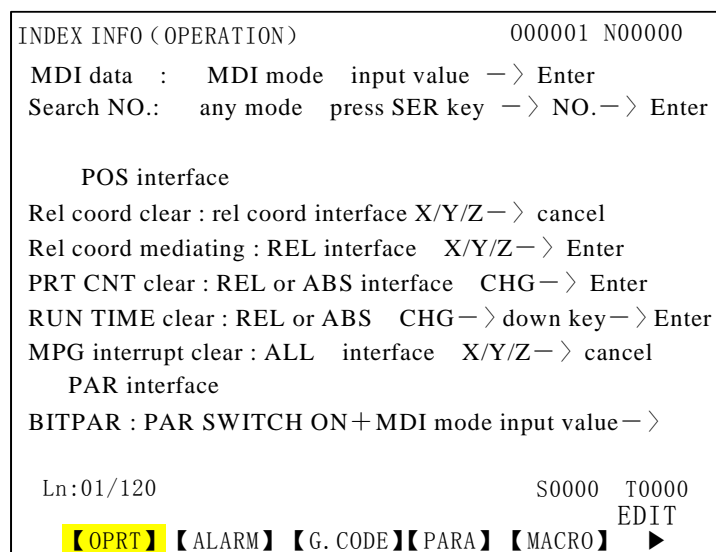 INDEX INFO（OPERATION） O00001 N00000
MDI data : MDI mode input value －〉Enter
Search NO.: any mode press SER key －〉NO.－〉Enter
POS interface
Rel coord clear : rel coord interface X/Y/Z－〉cancel
Rel coord mediating : REL interface X/Y/Z－〉Enter
PRT CNT clear : REL or ABS interface CHG－〉Enter
RUN TIME clear : REL or ABS CHG－〉down key－〉Enter
MPG interrupt clear : ALL interface X/Y/Z－〉cancel
PAR interface
BITPAR : PAR SWITCH ON＋MDI mode input value－〉
Ln:01/120 S0000 T0000
EDIT
【OPRT】【ALARM】【G.CODE】【PARA】【MACRO】 ▶